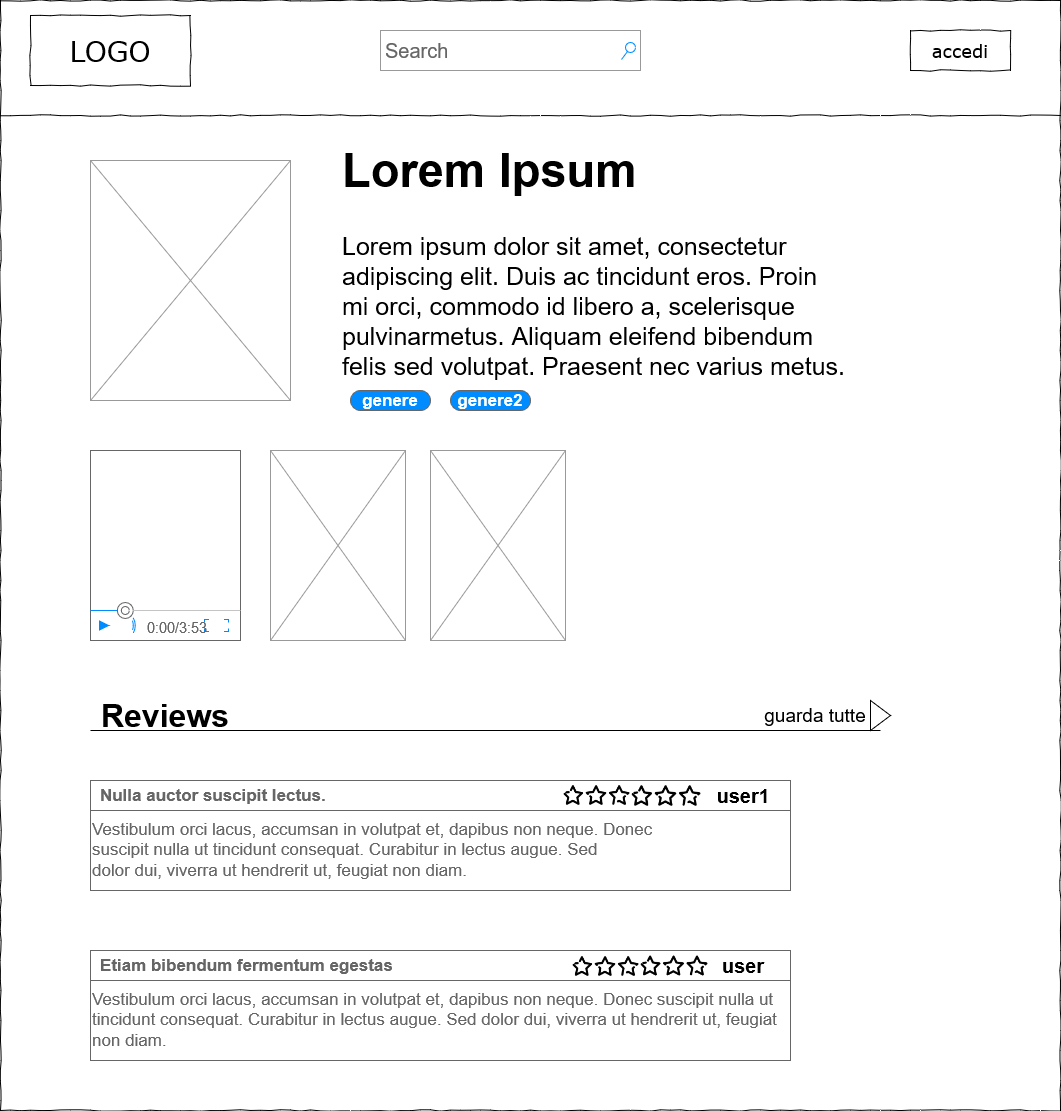 LOGO
Search
accedi
Lorem Ipsum
Lorem ipsum dolor sit amet, consectetur
adipiscing elit. Duis ac tincidunt eros. Proin
mi orci, commodo id libero a, scelerisque
pulvinarmetus. Aliquam eleifend bibendum
felis sed volutpat. Praesent nec varius metus.
genere genere2
0:00/3:53
Reviews
guarda tutte
Nulla auctor suscipit lectus.
user1
Vestibulum orci lacus, accumsan in volutpat et, dapibus non neque. Donec
suscipit nulla ut tincidunt consequat. Curabitur in lectus augue. Sed
dolor dui, viverra ut hendrerit ut, feugiat non diam.
Etiam bibendum fermentum egestas
user
Vestibulum orci lacus, accumsan in volutpat et, dapibus non neque. Donec suscipit nulla ut
tincidunt consequat. Curabitur in lectus augue. Sed dolor dui, viverra ut hendrerit ut, feugiat
non diam.